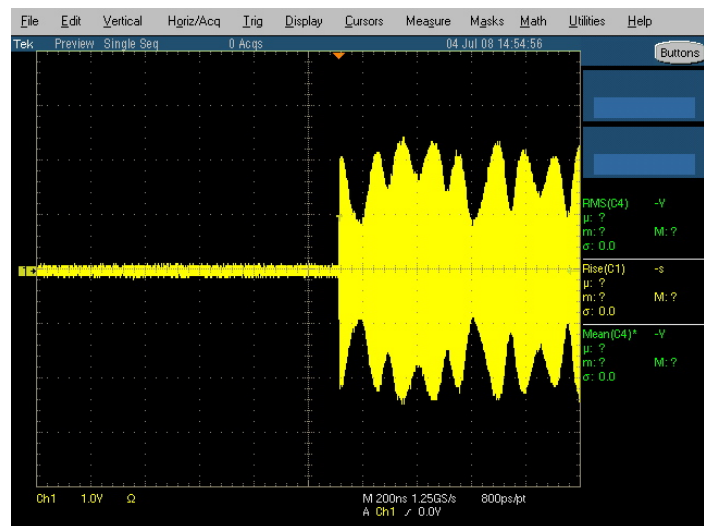 File Edit Vertical Horiz/Acq Trig Display Cursors Measure Masks Math Utilities Help
Tek Preview Single Seq 0 Acqs 04 Jul 08 14:54:56
Buttons
RMS(C4) -V
μ: ?
m: ? M: ?
σ: 0.0
1
Rise(C1) -s
μ: ?
m: ? M: ?
σ: 0.0
Mean(C4)* -V
μ: ?
m: ? M: ?
σ: 0.0
Ch1 1.0V Ω M 200ns 1.25GS/s 800ps/pt
A Ch1 ∕ 0.0V